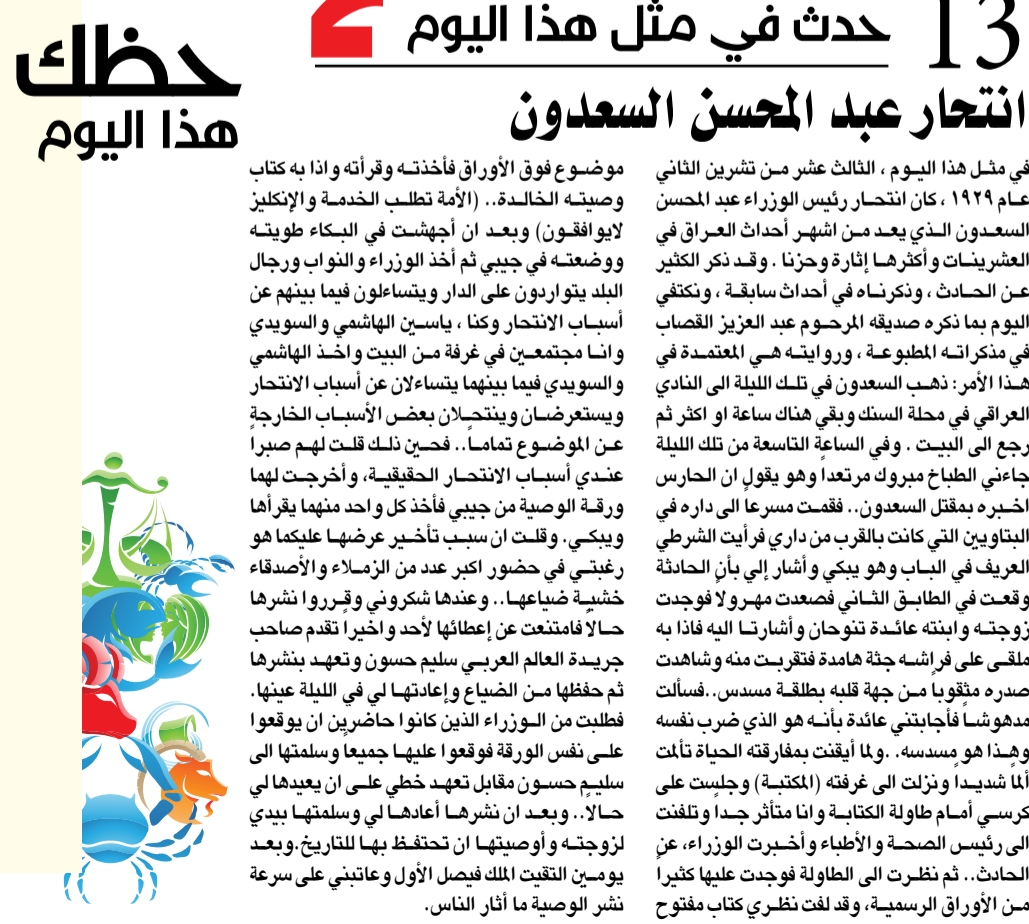 13
حدث في مثل هذا اليوم
انتحار عبد المحسن السعدون
في مثل هذا اليوم ، الثالث عشر من تشرين الثاني
عام ١٩٢٩ ، كان انتحار رئيس الوزراء عبد المحسن
السعدون الذي يعد من اشهر أحداث العراق في
العشرينات وأكثرها إثارة وحزنا . وقد ذكر الكثير
عن الحادث ، وذكرناه في أحداث سابقة ، ونكتفي
اليوم بما ذكره صديقه المرحوم عبد العزيز القصاب
في مذكراته المطبوعة ، وروايته هي المعتمدة في
هذا الأمر: ذهب السعدون في تلك الليلة الى النادي
العراقي في محلة السنك وبقي هناك ساعة او اكثر ثم
رجع الى البيت . وفي الساعة التاسعة من تلك الليلة
جاءني الطباخ مبروك مرتعداً وهو يقول ان الحارس
اخبره بمقتل السعدون.. فقمت مسرعا الى داره في
البتاويين التي كانت بالقرب من داري فرأيت الشرطي
العريف في الباب وهو يبكي وأشار إلي بأن الحادثة
وقعت في الطابق الثاني فصعدت مهرولاً فوجدت
زوجته وابنته عائدة تنوحان وأشارتا اليه فاذا به
ملقى على فراشه جثة هامدة فتقربت منه وشاهدت
صدره مثقوباً من جهة قلبه بطلقة مسدس..فسألت
مدهوشا فأجابتني عائدة بأنه هو الذي ضرب نفسه
وهذا هو مسدسه. .ولما أيقنت بمفارقته الحياة تألمت
ألما شديداً ونزلت الى غرفته (المكتبة) وجلست على
كرسي أمام طاولة الكتابة وانا متأثر جدا وتلفنت
الى رئيس الصحة والأطباء وأخبرت الوزراء، عن
الحادث.. ثم نظرت الى الطاولة فوجدت عليها كثيراً
من الأوراق الرسمية، وقد لفت نظري كتاب مفتوح
موضوع فوق الأوراق فأخذته وقرأته واذا به كتاب
وصيته الخالدة.. (الأمة تطلب الخدمة والإنكليز
لايوافقون) وبعد ان أجهشت في البكاء طويته
ووضعته في جيبي ثم أخذ الوزراء والنواب ورجال
البلد يتواردون على الدار ويتساءلون فيما بينهم عن
أسباب الانتحار وكنا ، ياسين الهاشمي والسويدي
وانا مجتمعين في غرفة من البيت واخذ الهاشمي
والسويدي فيما بينهما يتساءلان عن أسباب الانتحار
ويستعرضان وينتحلان بعض الأسباب الخارجة
عن الموضوع تماماً.. فحين ذلك قلت لهم صبراً
عندي أسباب الانتحار الحقيقية، وأخرجت لهما
ورقة الوصية من جيبي فأخذ كل واحد منهما يقرأها
ويبكي. وقلت ان سبب تأخير عرضها عليكما هو
رغبتي في حضور اكبر عدد من الزملاء والأصدقاء
خشية ضياعها.. وعندها شكروني وقرروا نشرها
حالا فامتنعت عن إعطائها لأحد واخيرا تقدم صاحب
جريدة العالم العربي سليم حسون وتعهد بنشرها
ثم حفظها من الضياع وإعادتها لي في الليلة عينها.
فطلبت من الوزراء الذين كانوا حاضرين ان يوقعوا
على نفس الورقة فوقعوا عليها جميعا وسلمتها الى
سليم حسون مقابل تعهد خطي على ان يعيدها لي
حالا.. وبعد ان نشرها أعادها لي وسلمتها بيدي
لزوجته وأوصيتها ان تحتفظ بها للتاريخ.وبعد
يومين التقيت الملك فيصل الأول وعاتبني على سرعة
نشر الوصية ما أثار الناس.
حظك
هذا اليوم